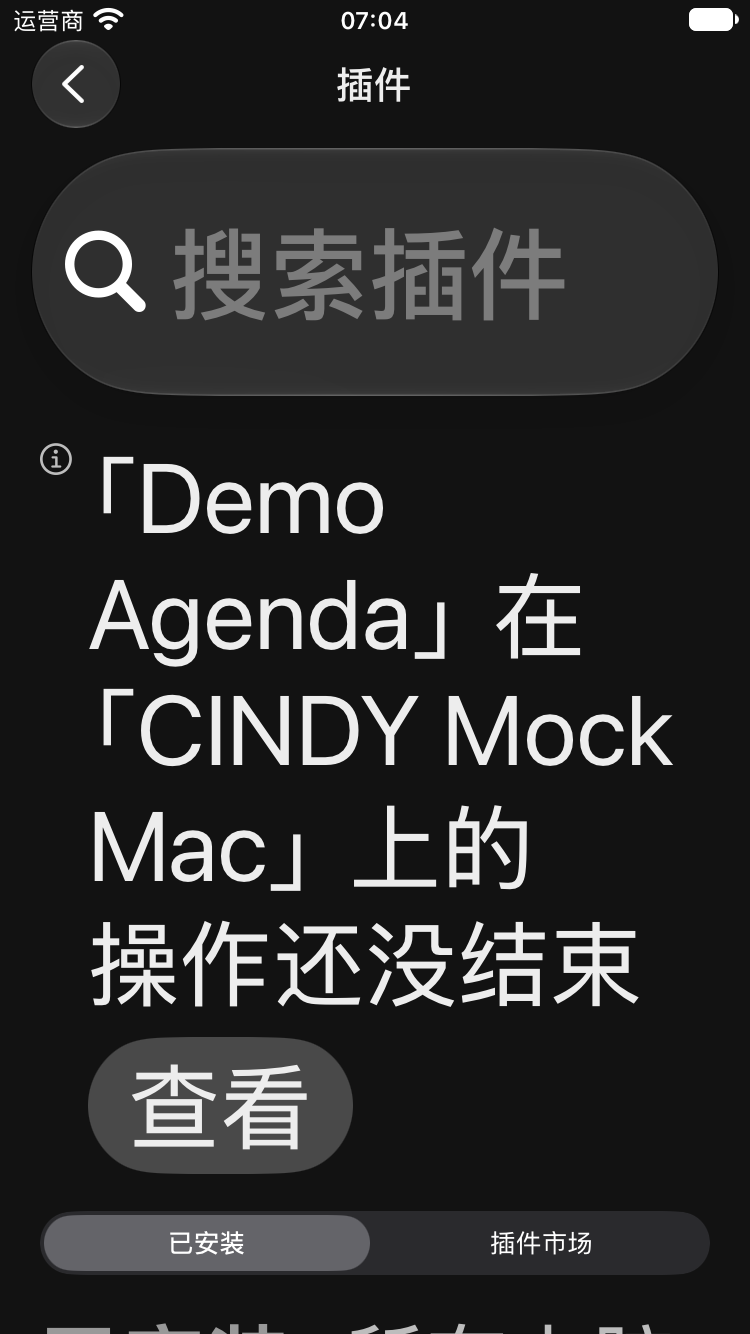 运营商
07:04
插件
搜索插件
「Demo
Agenda」在
「CINDY Mock
Mac」上的
操作还没结束
查看
已安装
插件市场